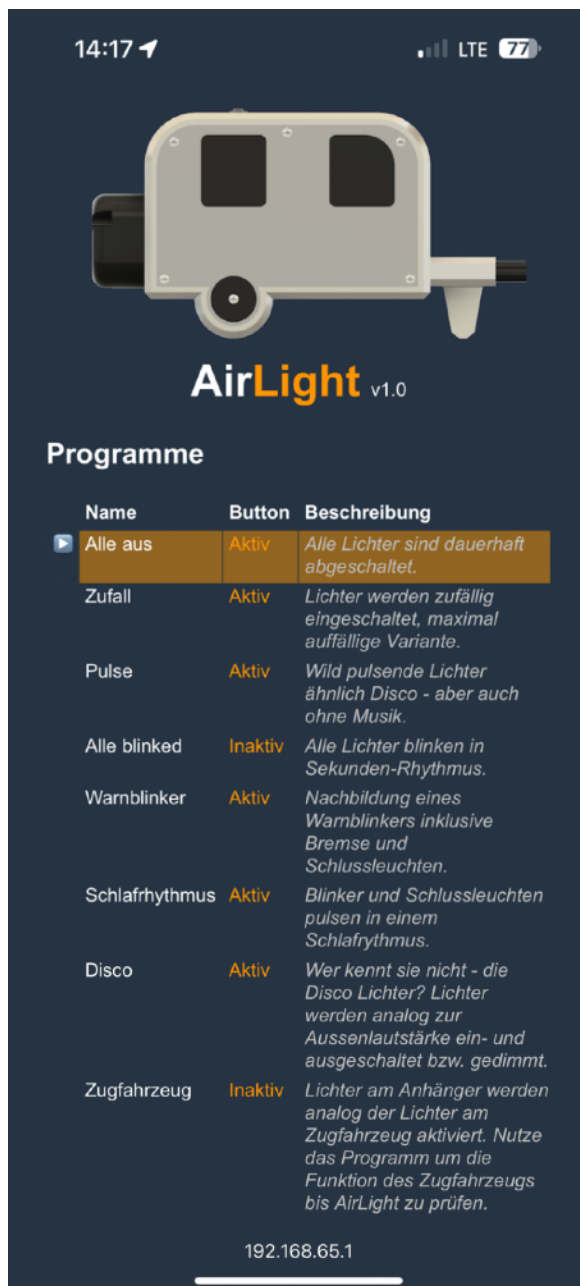 14:17
LTE 77
AirLight v1.0
Programme
Name Button Beschreibung
Alle aus Aktiv Alle Lichter sind dauerhaft
abgeschaltet.
Zufall Aktiv Lichter werden zufällig
eingeschaltet, maximal
auffällige Variante.
Pulse Aktiv Wild pulsende Lichter
ähnlich Disco - aber auch
ohne Musik.
Alle blinked Inaktiv Alle Lichter blinken in
Sekunden-Rhythmus.
Warnblinker Aktiv Nachbildung eines
Warnblinkers inklusive
Bremse und
Schlussleuchten.
Schlafrhythmus Aktiv Blinker und Schlussleuchten
pulsen in einem
Schlafrythmus.
Disco Aktiv Wer kennt sie nicht - die
Disco Lichter? Lichter
werden analog zur
Aussenlautstärke ein- und
ausgeschaltet bzw. gedimmt.
Zugfahrzeug Inaktiv Lichter am Anhänger werden
analog der Lichter am
Zugfahrzeug aktiviert. Nutze
das Programm um die
Funktion des Zugfahrzeugs
bis AirLight zu prüfen.
192.168.65.1